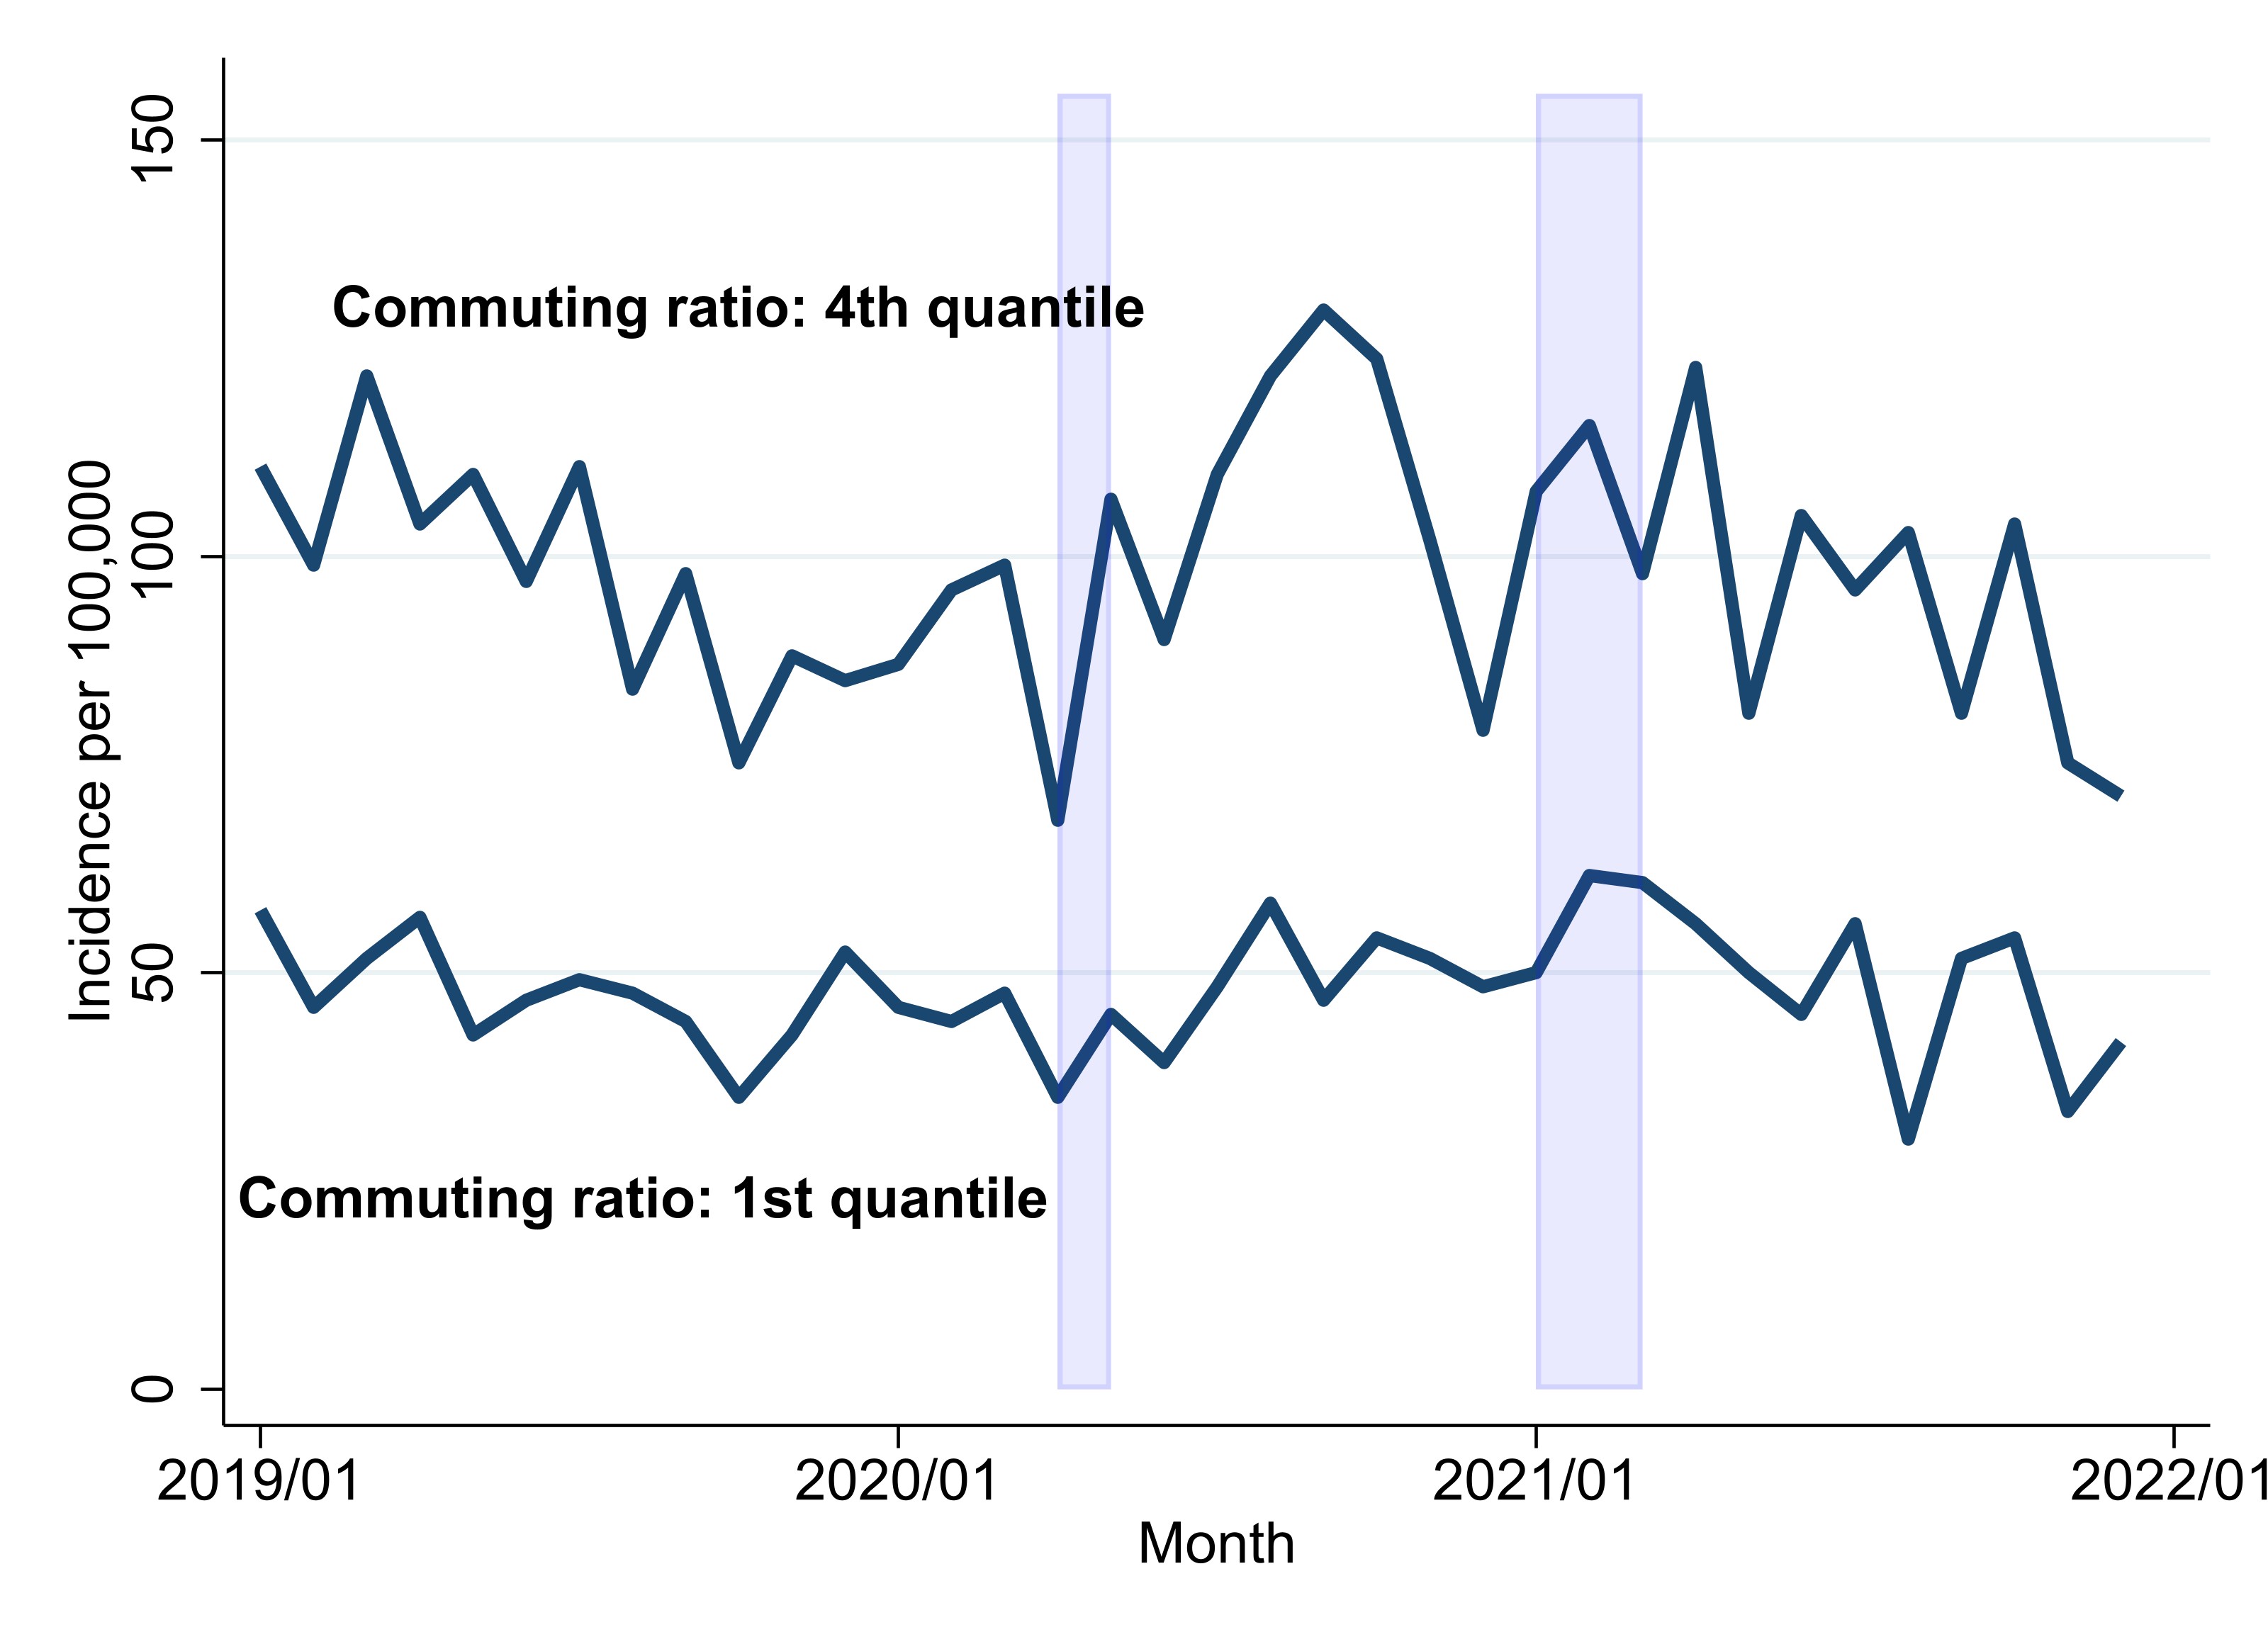 150
Commuting ratio: 4th quantile
Incidence per 100,000
100
50
Commuting ratio: 1st quantile
0
2019/01 2020/01 2021/01 2022/01
Month